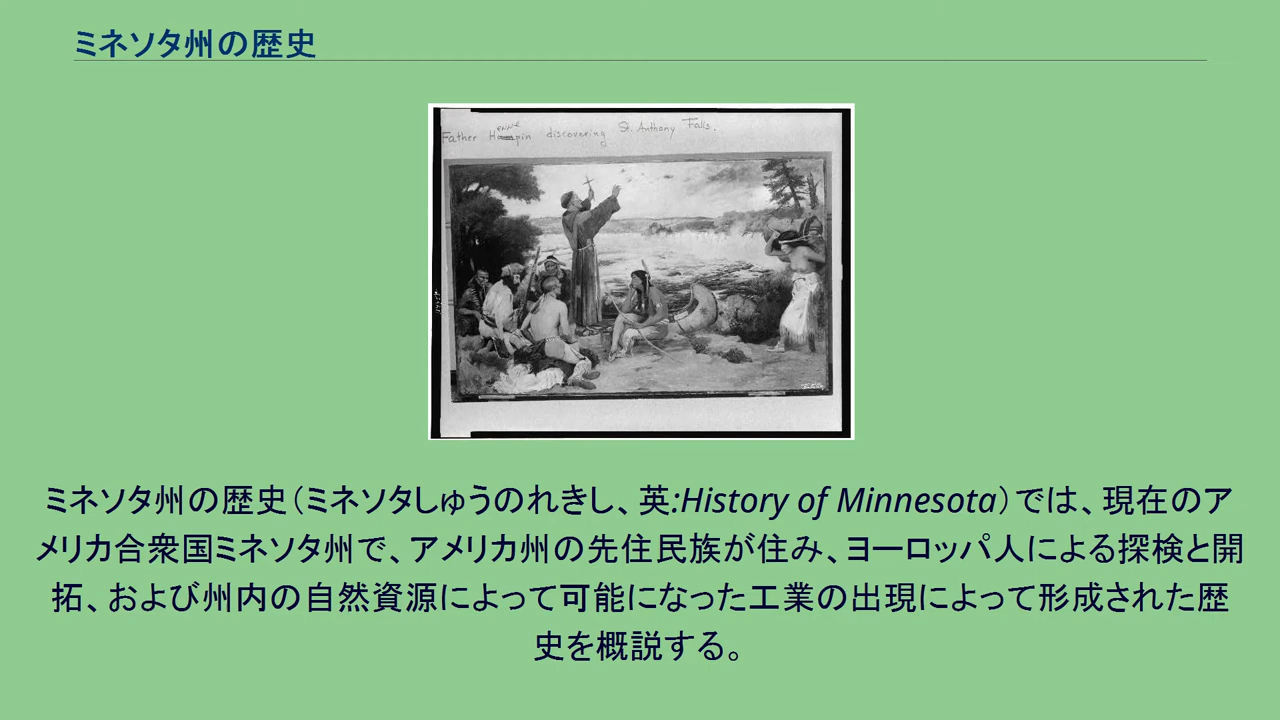 ミネソタ州の歴史
Father Hennepin discovering St. Anthony Falls.
ミネソタ州の歴史（ミネソタしゅうのれきし、英:History of Minnesota）では、現在のア
メリカ合衆国ミネソタ州で、アメリカ州の先住民族が住み、ヨーロッパ人による探検と開
拓、および州内の自然資源によって可能になった工業の出現によって形成された歴
史を概説する。